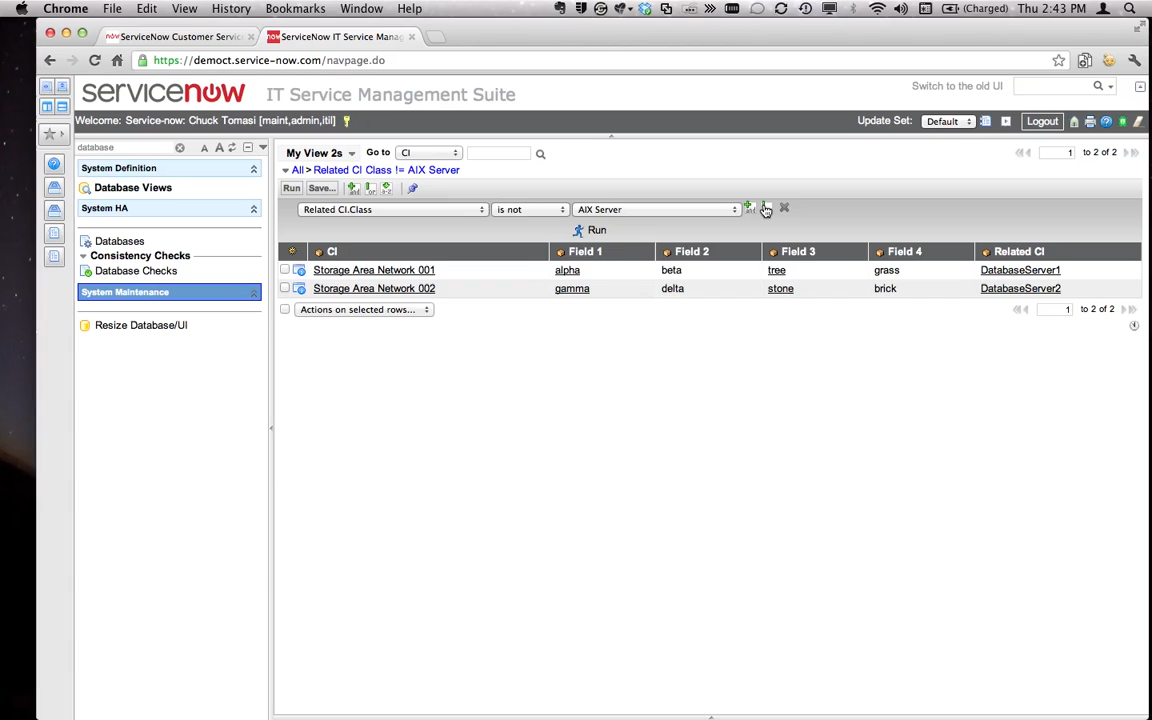 Chrome File Edit View History Bookmarks Window Help (Charged) Thu 2:43 PM
ServiceNow Customer Servic ServiceNow IT Service Manag
https://democt.service-now.com/navpage.do
servicenow IT Service Management Suite Switch to the old UI
Welcome: Service-now: Chuck Tomasi [maint,admin,itil] Update Set: Default Logout
database
System Definition
Database Views
System HA
Databases
Consistency Checks
Database Checks
System Maintenance
Resize Database/UI
My View 2s Go to CI 1 to 2 of 2
All > Related CI Class != AIX Server
Run Save...
Related CI.Class is not AIX Server
Run
CI Field 1 Field 2 Field 3 Field 4 Related CI
Storage Area Network 001 alpha beta tree grass DatabaseServer1
Storage Area Network 002 gamma delta stone brick DatabaseServer2
Actions on selected rows... 1 to 2 of 2